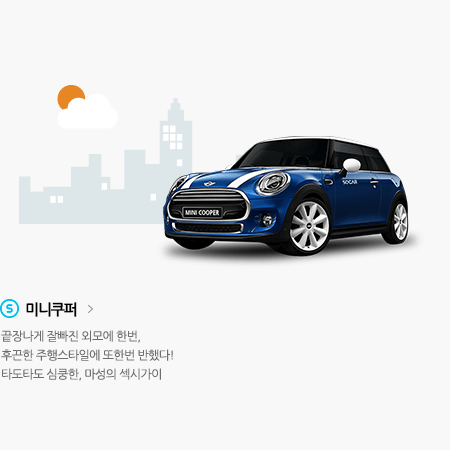 SOCAR
MINI COOPER
S 미니쿠퍼 >
끝장나게 잘빠진 외모에 한번,
후끈한 주행스타일에 또한번 반했다!
타도타도 심쿵한, 마성의 섹시가이